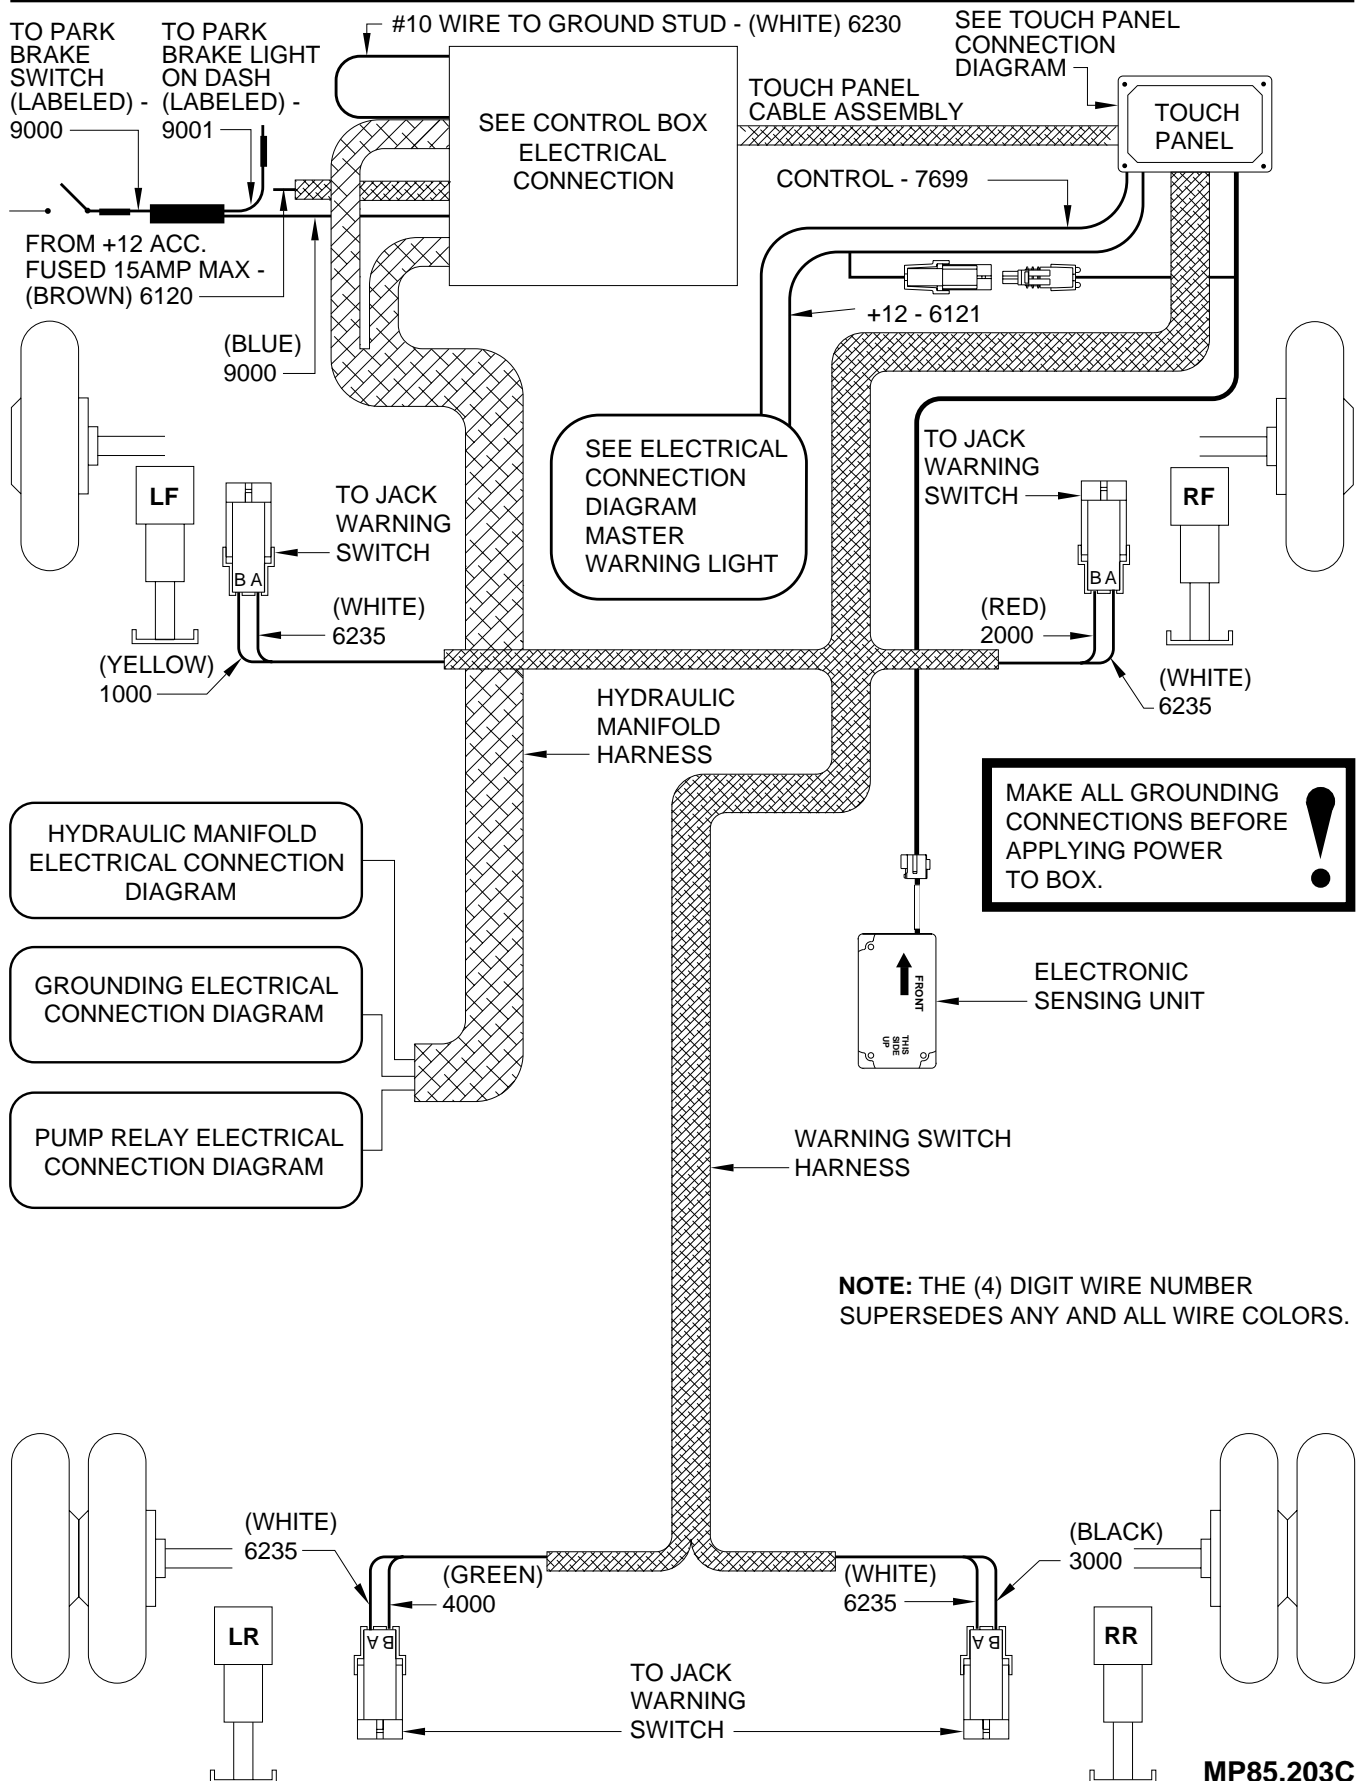 #10 WIRE TO GROUND STUD - (WHITE) 6230
TO PARK
BRAKE
SWITCH
(LABELED) -
9000
TO PARK
BRAKE LIGHT
ON DASH
(LABELED) -
9001
SEE CONTROL BOX
ELECTRICAL
CONNECTION
TOUCH PANEL
CABLE ASSEMBLY
SEE TOUCH PANEL
CONNECTION
DIAGRAM
TOUCH
PANEL
CONTROL - 7699
FROM +12 ACC.
FUSED 15AMP MAX -
(BROWN) 6120
+12 - 6121
(BLUE)
9000
LF
TO JACK
WARNING
SWITCH
B A
(WHITE)
6235
(YELLOW)
1000
SEE ELECTRICAL
CONNECTION
DIAGRAM
MASTER
WARNING LIGHT
TO JACK
WARNING
SWITCH
RF
B A
(RED)
2000
(WHITE)
6235
HYDRAULIC
MANIFOLD
HARNESS
MAKE ALL GROUNDING
CONNECTIONS BEFORE
APPLYING POWER
TO BOX.
!
HYDRAULIC MANIFOLD
ELECTRICAL CONNECTION
DIAGRAM
GROUNDING ELECTRICAL
CONNECTION DIAGRAM
PUMP RELAY ELECTRICAL
CONNECTION DIAGRAM
FRONT
THIS
SIDE
UP
ELECTRONIC
SENSING UNIT
WARNING SWITCH
HARNESS
NOTE: THE (4) DIGIT WIRE NUMBER
SUPERSEDES ANY AND ALL WIRE COLORS.
(WHITE)
6235
(GREEN)
4000
(WHITE)
6235
(BLACK)
3000
LR
B A
B A
RR
TO JACK
WARNING
SWITCH
MP85.203C